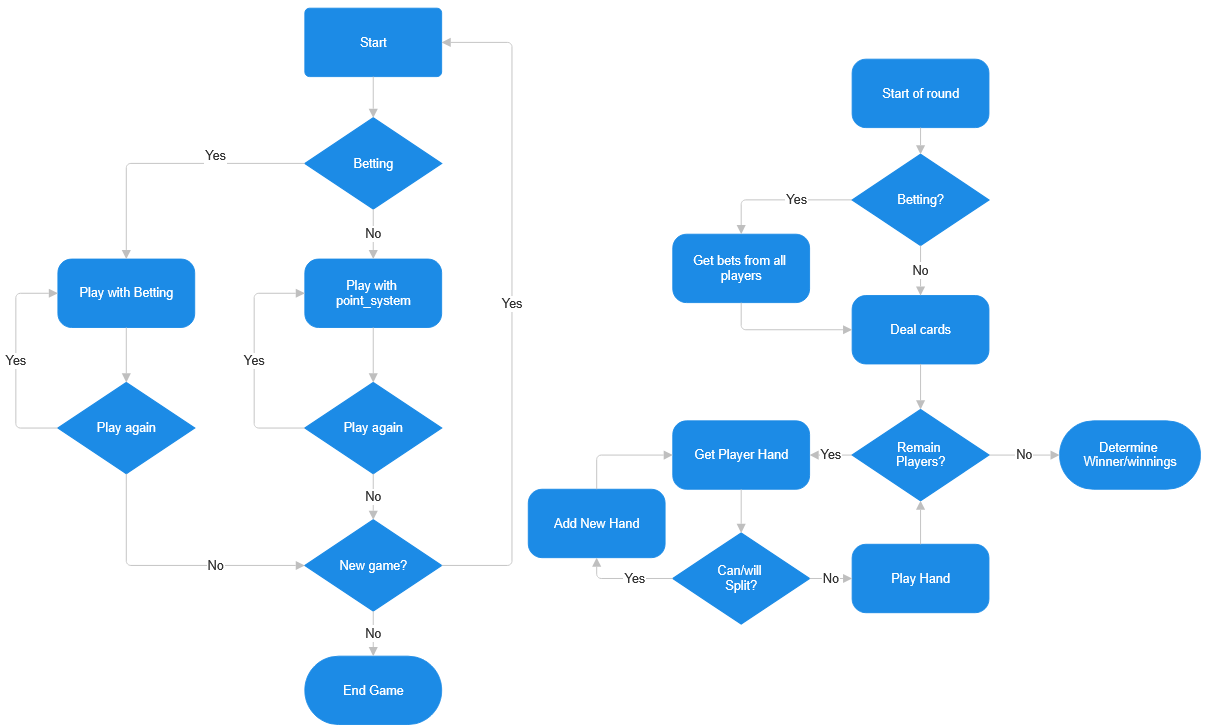 Start
Betting
Yes
No
Play with Betting
Play with
point_system
Yes
Yes
Yes
Play again
Play again
No
No
New game?
No
End Game
Start of round
Betting?
Yes
No
Get bets from all
players
Deal cards
Remain
Players?
Yes
No
Get Player Hand
Determine
Winner/winnings
Add New Hand
Can/will
Split?
Yes
No
Play Hand